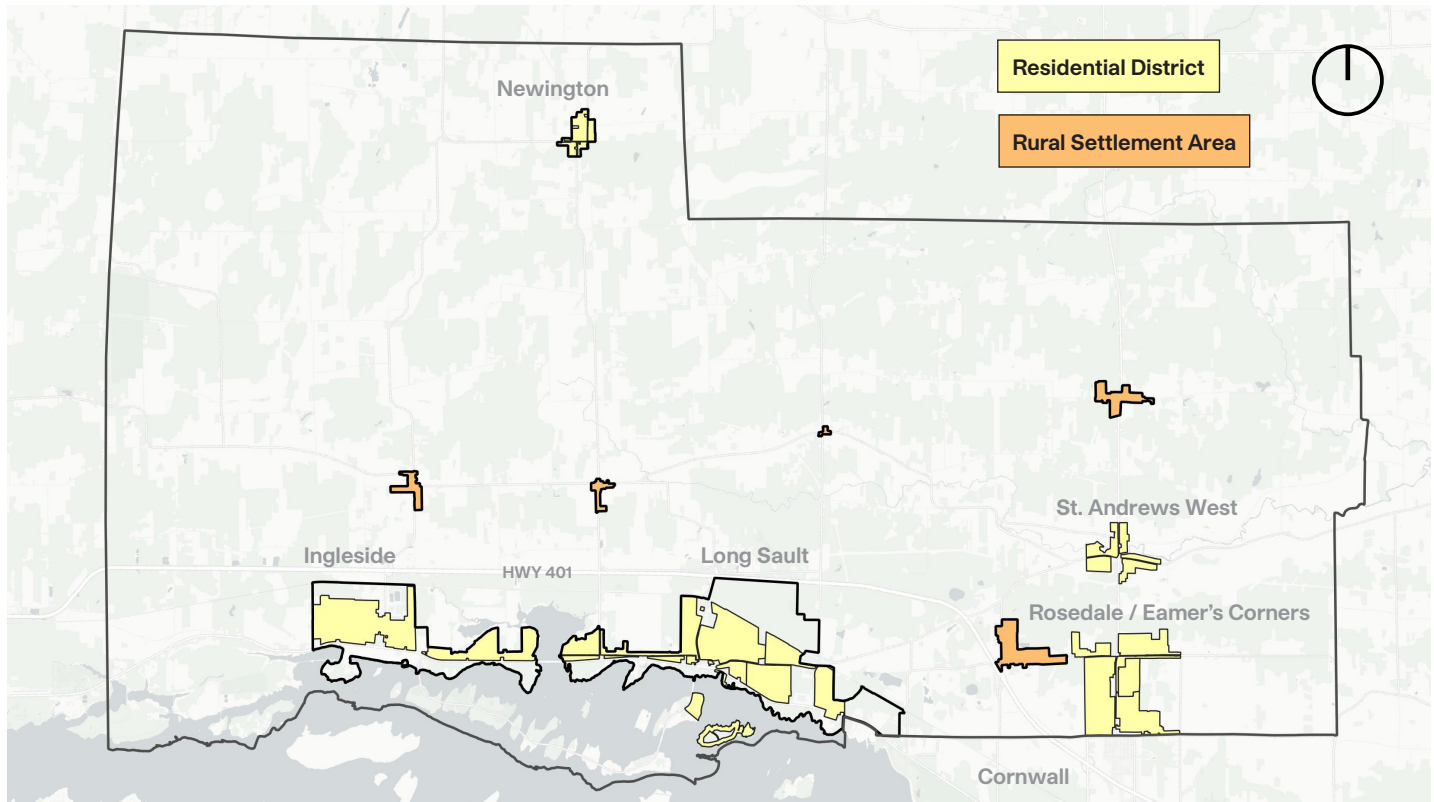 Residential District
Newington
Rural Settlement Area
St. Andrews West
Ingleside
Long Sault
HWY 401
Rosedale / Eamer's Corners
Cornwall